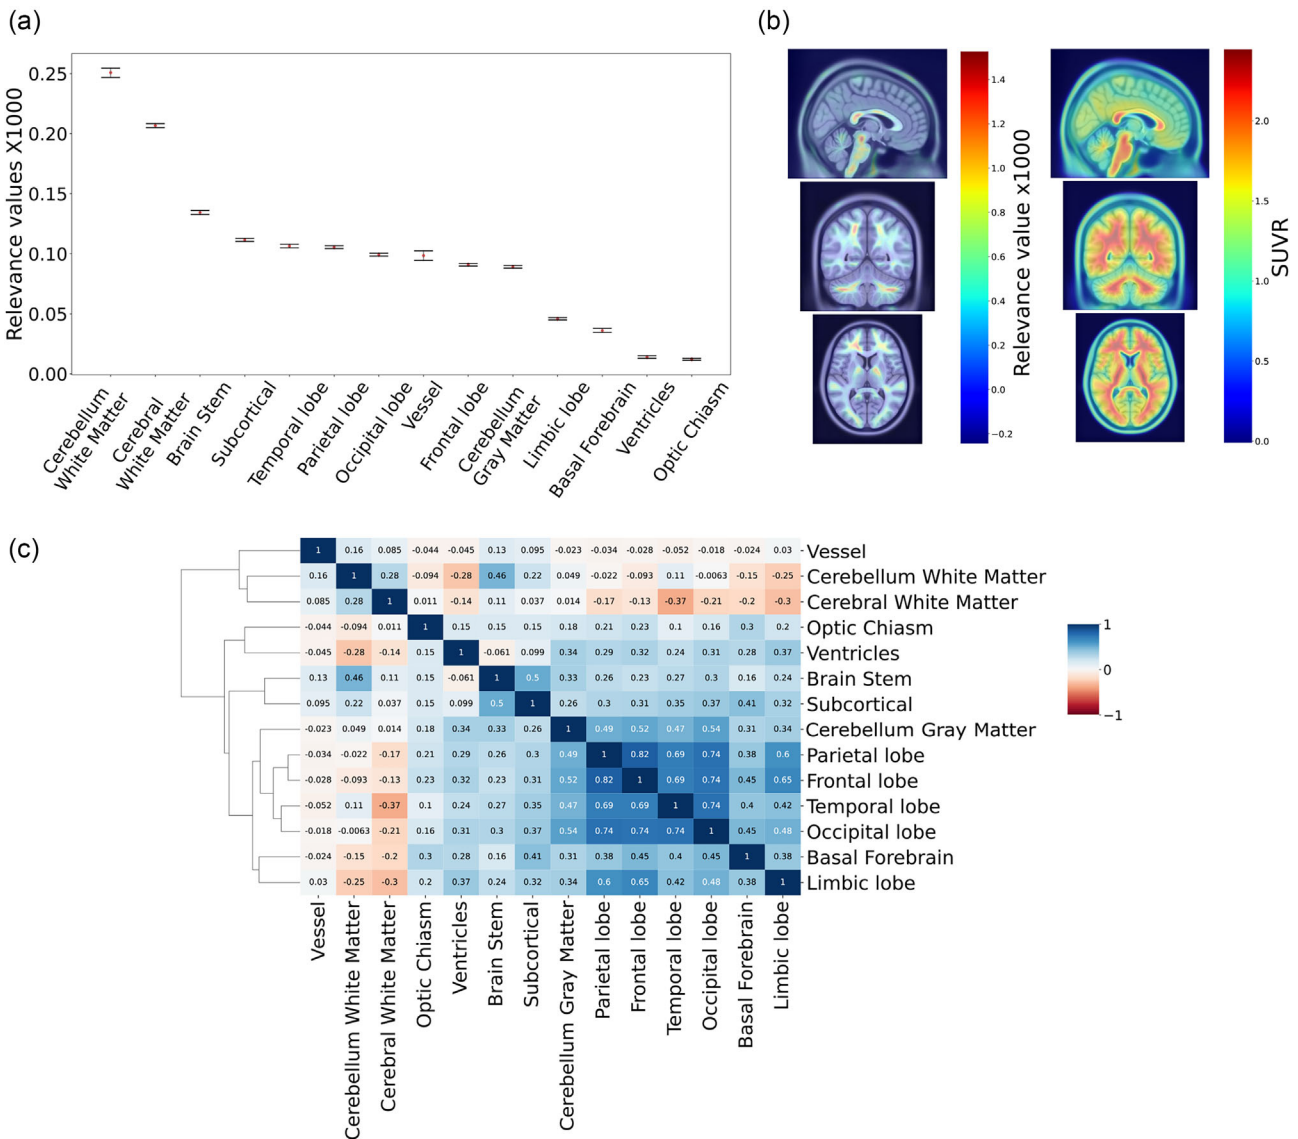 (a)
Relevance values X1000
0.25
0.20
0.15
0.10
0.05
0.00
Cerebellum
White Matter
Cerebral
White Matter
Brain Stem
Subcortical
Temporal lobe
Parietal lobe
Occipital lobe
Vessel
Frontal lobe
Cerebellum
Gray Matter
Limbic lobe
Basal Forebrain
Ventricles
Optic Chiasm
(b)
1.4
1.2
1.0
0.8
0.6
0.4
0.2
0.0
−0.2
Relevance value x1000
2.0
1.5
1.0
0.5
0.0
SUVR
(c)
1 0.16 0.085 -0.044 -0.045 0.13 0.095 -0.023 -0.034 -0.028 -0.052 -0.018 -0.024 0.03 Vessel
0.16 1 0.28 -0.094 -0.28 0.46 0.22 0.049 -0.022 -0.093 0.11 -0.0063 -0.15 -0.25 Cerebellum White Matter
0.085 0.28 1 0.011 -0.14 0.11 0.037 0.014 -0.17 -0.13 -0.37 -0.21 -0.2 -0.3 Cerebral White Matter
-0.044 -0.094 0.011 1 0.15 0.15 0.15 0.18 0.21 0.23 0.1 0.16 0.3 0.2 Optic Chiasm
-0.045 -0.28 -0.14 0.15 1 -0.061 0.099 0.34 0.29 0.32 0.24 0.31 0.28 0.37 Ventricles
0.13 0.46 0.11 0.15 -0.061 1 0.5 0.33 0.26 0.23 0.27 0.3 0.16 0.24 Brain Stem
0.095 0.22 0.037 0.15 0.099 0.5 1 0.26 0.3 0.31 0.35 0.37 0.41 0.32 Subcortical
-0.023 0.049 0.014 0.18 0.34 0.33 0.26 1 0.49 0.52 0.47 0.54 0.31 0.34 Cerebellum Gray Matter
-0.034 -0.022 -0.17 0.21 0.29 0.26 0.3 0.49 1 0.82 0.69 0.74 0.38 0.6 Parietal lobe
-0.028 -0.093 -0.13 0.23 0.32 0.23 0.31 0.52 0.82 1 0.69 0.74 0.45 0.65 Frontal lobe
-0.052 0.11 -0.37 0.1 0.24 0.27 0.35 0.47 0.69 0.69 1 0.74 0.4 0.42 Temporal lobe
-0.018 -0.0063 -0.21 0.16 0.31 0.3 0.37 0.54 0.74 0.74 0.74 1 0.45 0.48 Occipital lobe
-0.024 -0.15 -0.2 0.3 0.28 0.16 0.41 0.31 0.38 0.45 0.4 0.45 1 0.38 Basal Forebrain
0.03 -0.25 -0.3 0.2 0.37 0.24 0.32 0.34 0.6 0.65 0.42 0.48 0.38 1 Limbic lobe
Vessel
Cerebellum White Matter
Cerebral White Matter
Optic Chiasm
Ventricles
Brain Stem
Subcortical
Cerebellum Gray Matter
Parietal lobe
Frontal lobe
Temporal lobe
Occipital lobe
Basal Forebrain
Limbic lobe
1
0
−1